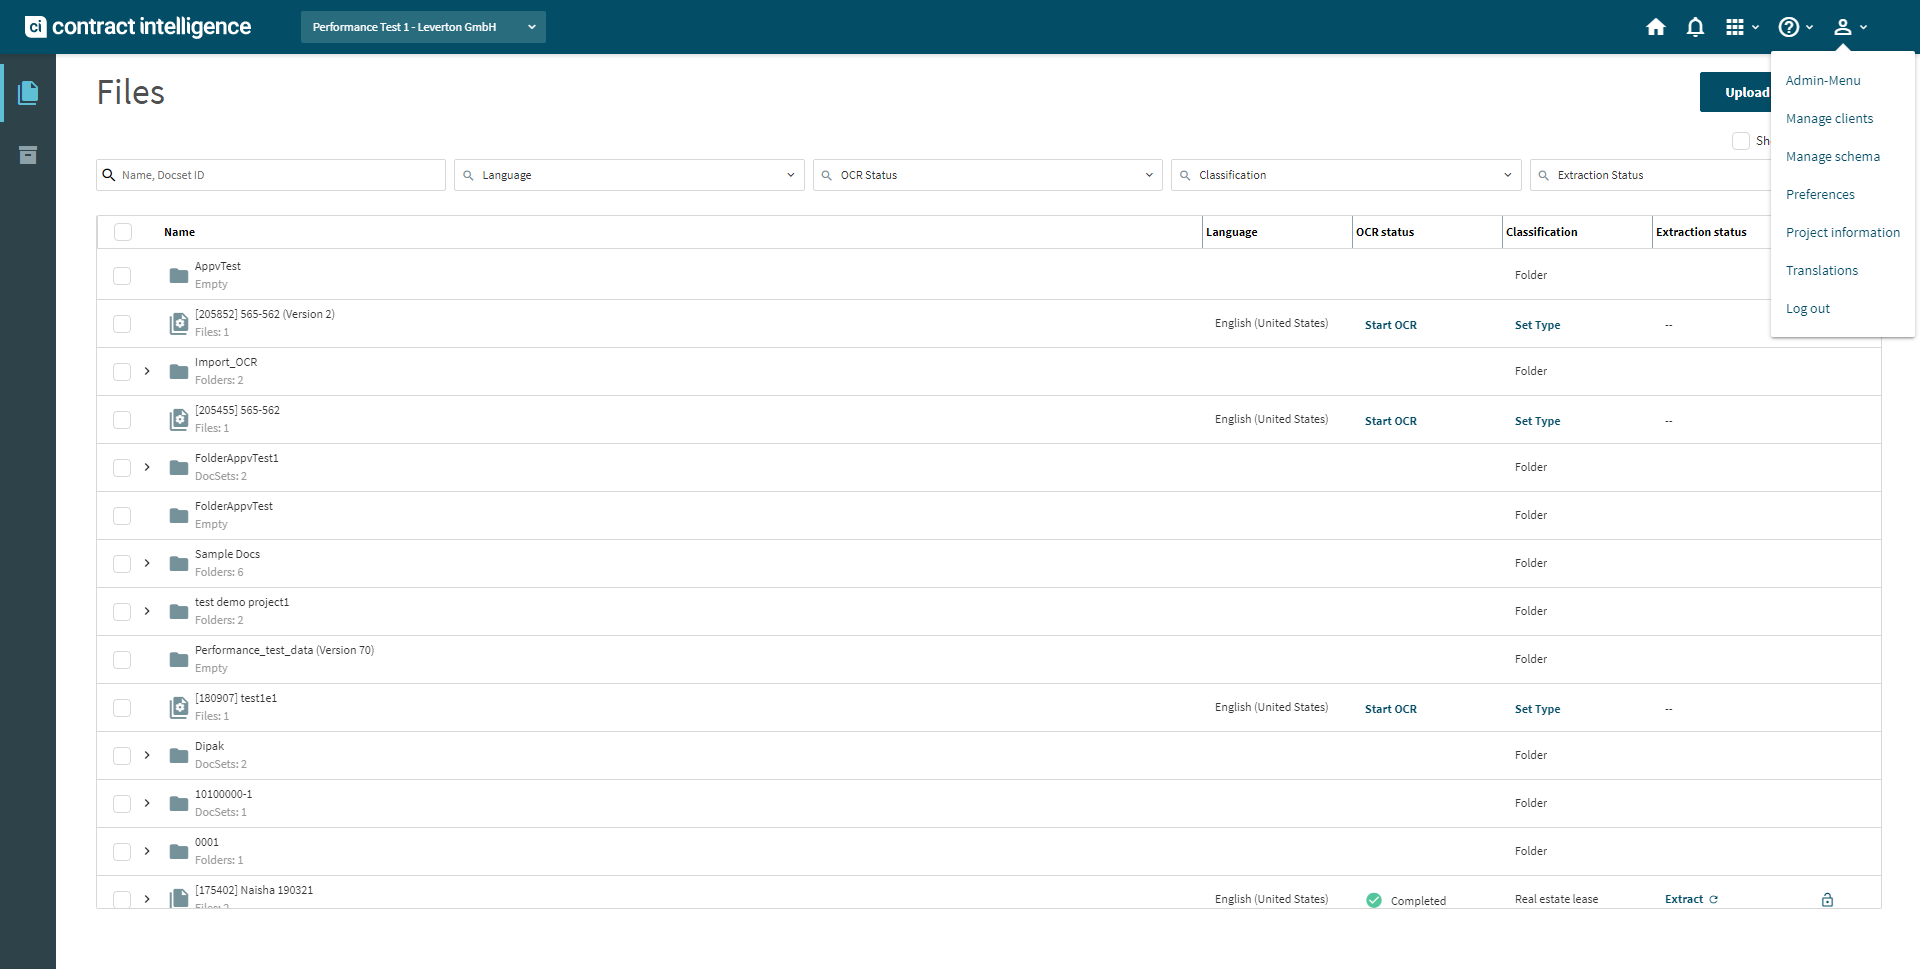 ci contract intelligence
Performance Test 1 - Leverton GmbH
Files
Upload
Admin-Menu
Manage clients
Manage schema
Preferences
Project information
Translations
Log out
Name, Docset ID
Language
OCR Status
Classification
Extraction Status
Name Language OCR status Classification Extraction status
AppvTest
Empty
Folder
[205852] 565-562 (Version 2)
Files: 1
English (United States) Start OCR Set Type --
Import_OCR
Folders: 2
Folder
[205455] 565-562
Files: 1
English (United States) Start OCR Set Type --
FolderAppvTest1
DocSets: 2
Folder
FolderAppvTest
Empty
Folder
Sample Docs
Folders: 6
Folder
test demo project1
Folders: 2
Folder
Performance_test_data (Version 70)
Empty
Folder
[180907] test1e1
Files: 1
English (United States) Start OCR Set Type --
Dipak
DocSets: 2
Folder
10100000-1
DocSets: 1
Folder
0001
Folders: 1
Folder
[175402] Naisha 190321
Files: 2
English (United States) Completed Real estate lease Extract